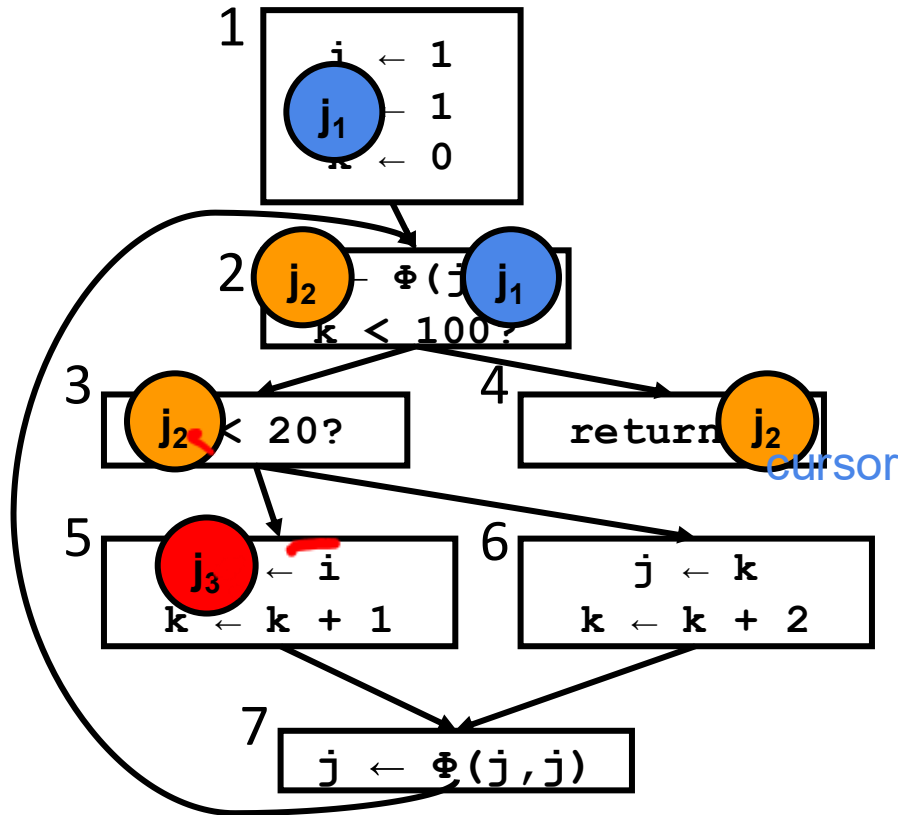 1
i ← 1
j₁ ← 1
k ← 0
2
j₂ ← Φ(j j₁
k < 100?
3
j₂ < 20?
4
return j₂
cursor
5
j₃ ← i
k ← k + 1
6
j ← k
k ← k + 2
7
j ← Φ(j,j)